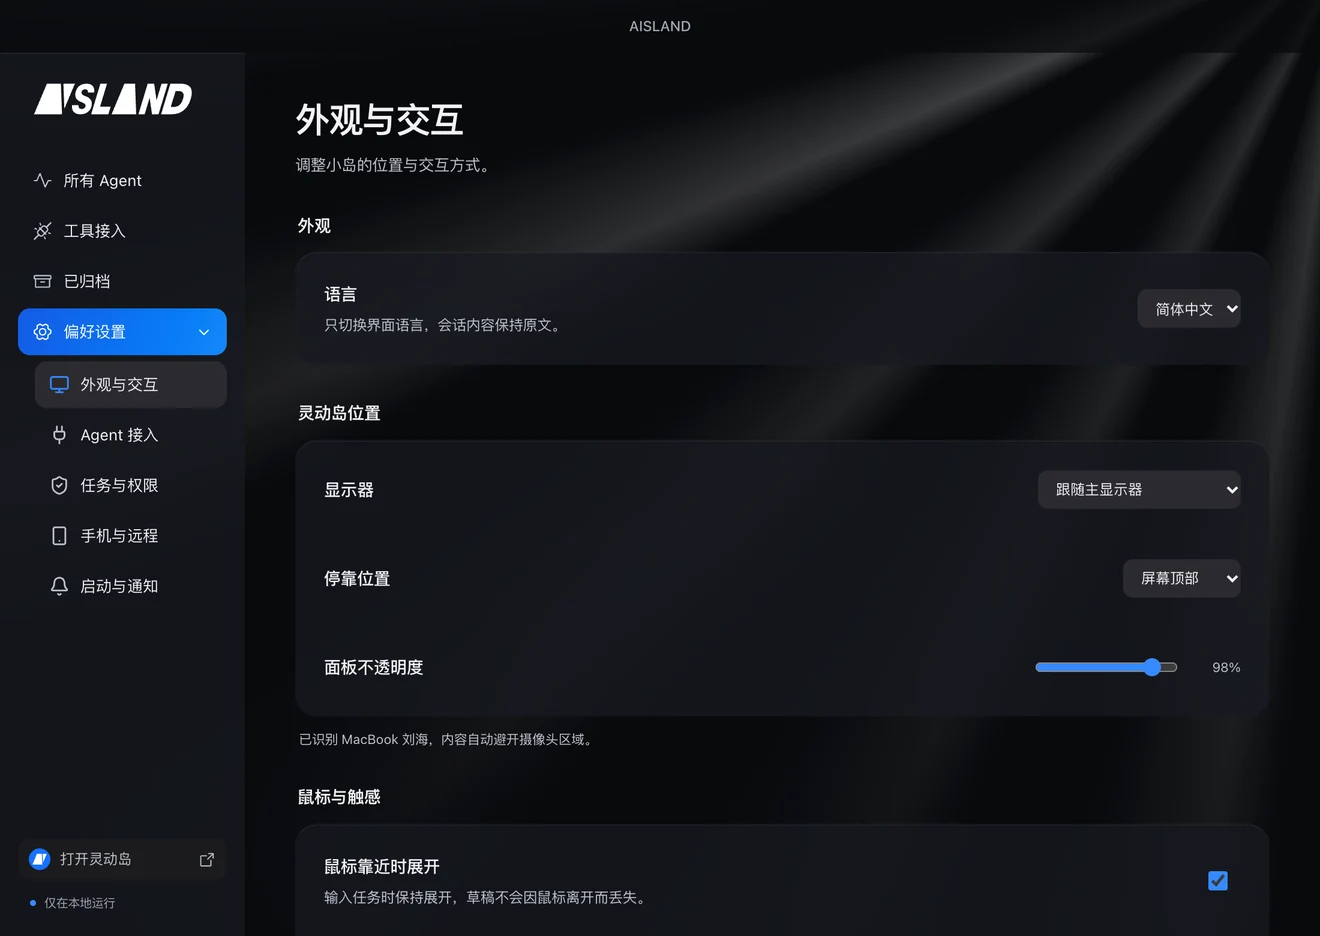 AISLAND
AISLAND
所有 Agent
工具接入
已归档
偏好设置
外观与交互
Agent 接入
任务与权限
手机与远程
启动与通知
打开灵动岛
仅在本地运行
外观与交互
调整小岛的位置与交互方式。
外观
语言
只切换界面语言，会话内容保持原文。
简体中文
灵动岛位置
显示器
跟随主显示器
停靠位置
屏幕顶部
面板不透明度
98%
已识别 MacBook 刘海，内容自动避开摄像头区域。
鼠标与触感
鼠标靠近时展开
输入任务时保持展开，草稿不会因鼠标离开而丢失。